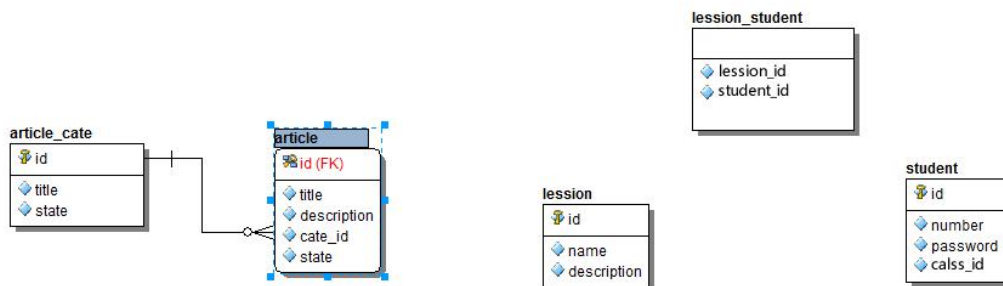 lession_student
lession_id
student_id
article_cate
id
title
state
article
id (FK)
title
description
cate_id
state
lession
id
name
description
student
id
number
password
calss_id